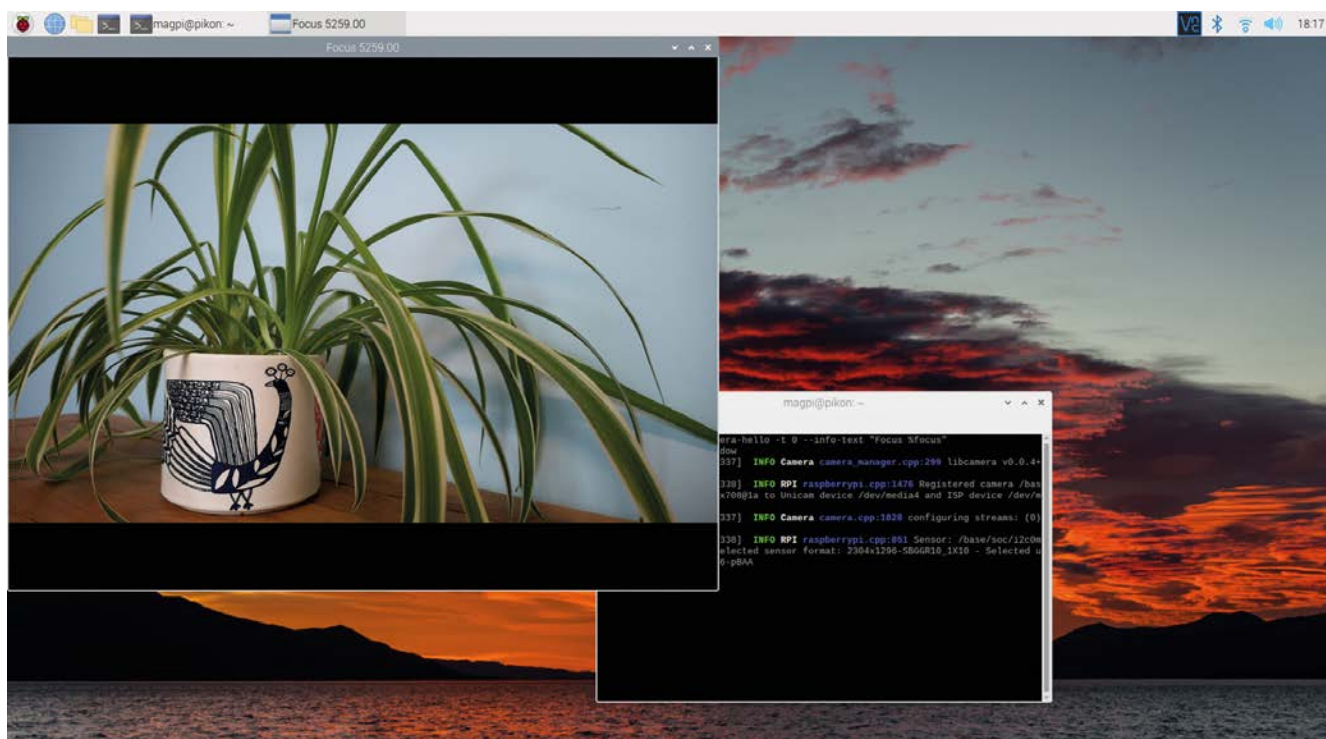 magpi@pikon: ~
Focus 5259.00
18:17
Focus 5259.00
magpi@pikon: ~
era-hello -t 0 --info-text "Focus %focus"
dow
337] INFO Camera camera_manager.cpp:299 libcamera v0.0.4+
338] INFO RPI raspberrypi.cpp:1476 Registered camera /bas
x708@1a to Unicam device /dev/media4 and ISP device /dev/m
337] INFO Camera camera.cpp:1028 configuring streams: (0)
338] INFO RPI raspberrypi.cpp:851 Sensor: /base/soc/i2c0m
elected sensor format: 2304x1296-SBGGR10_1X10 - Selected u
6-pBAA